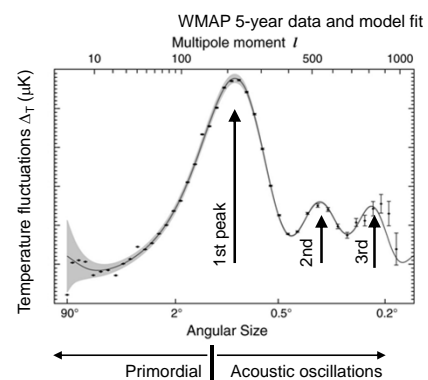 WMAP 5-year data and model fit
Multipole moment l
10 100 500 1000
Temperature fluctuations Δ_T (μK)
1st peak
2nd
3rd
90° 2° 0.5° 0.2°
Angular Size
Primordial Acoustic oscillations